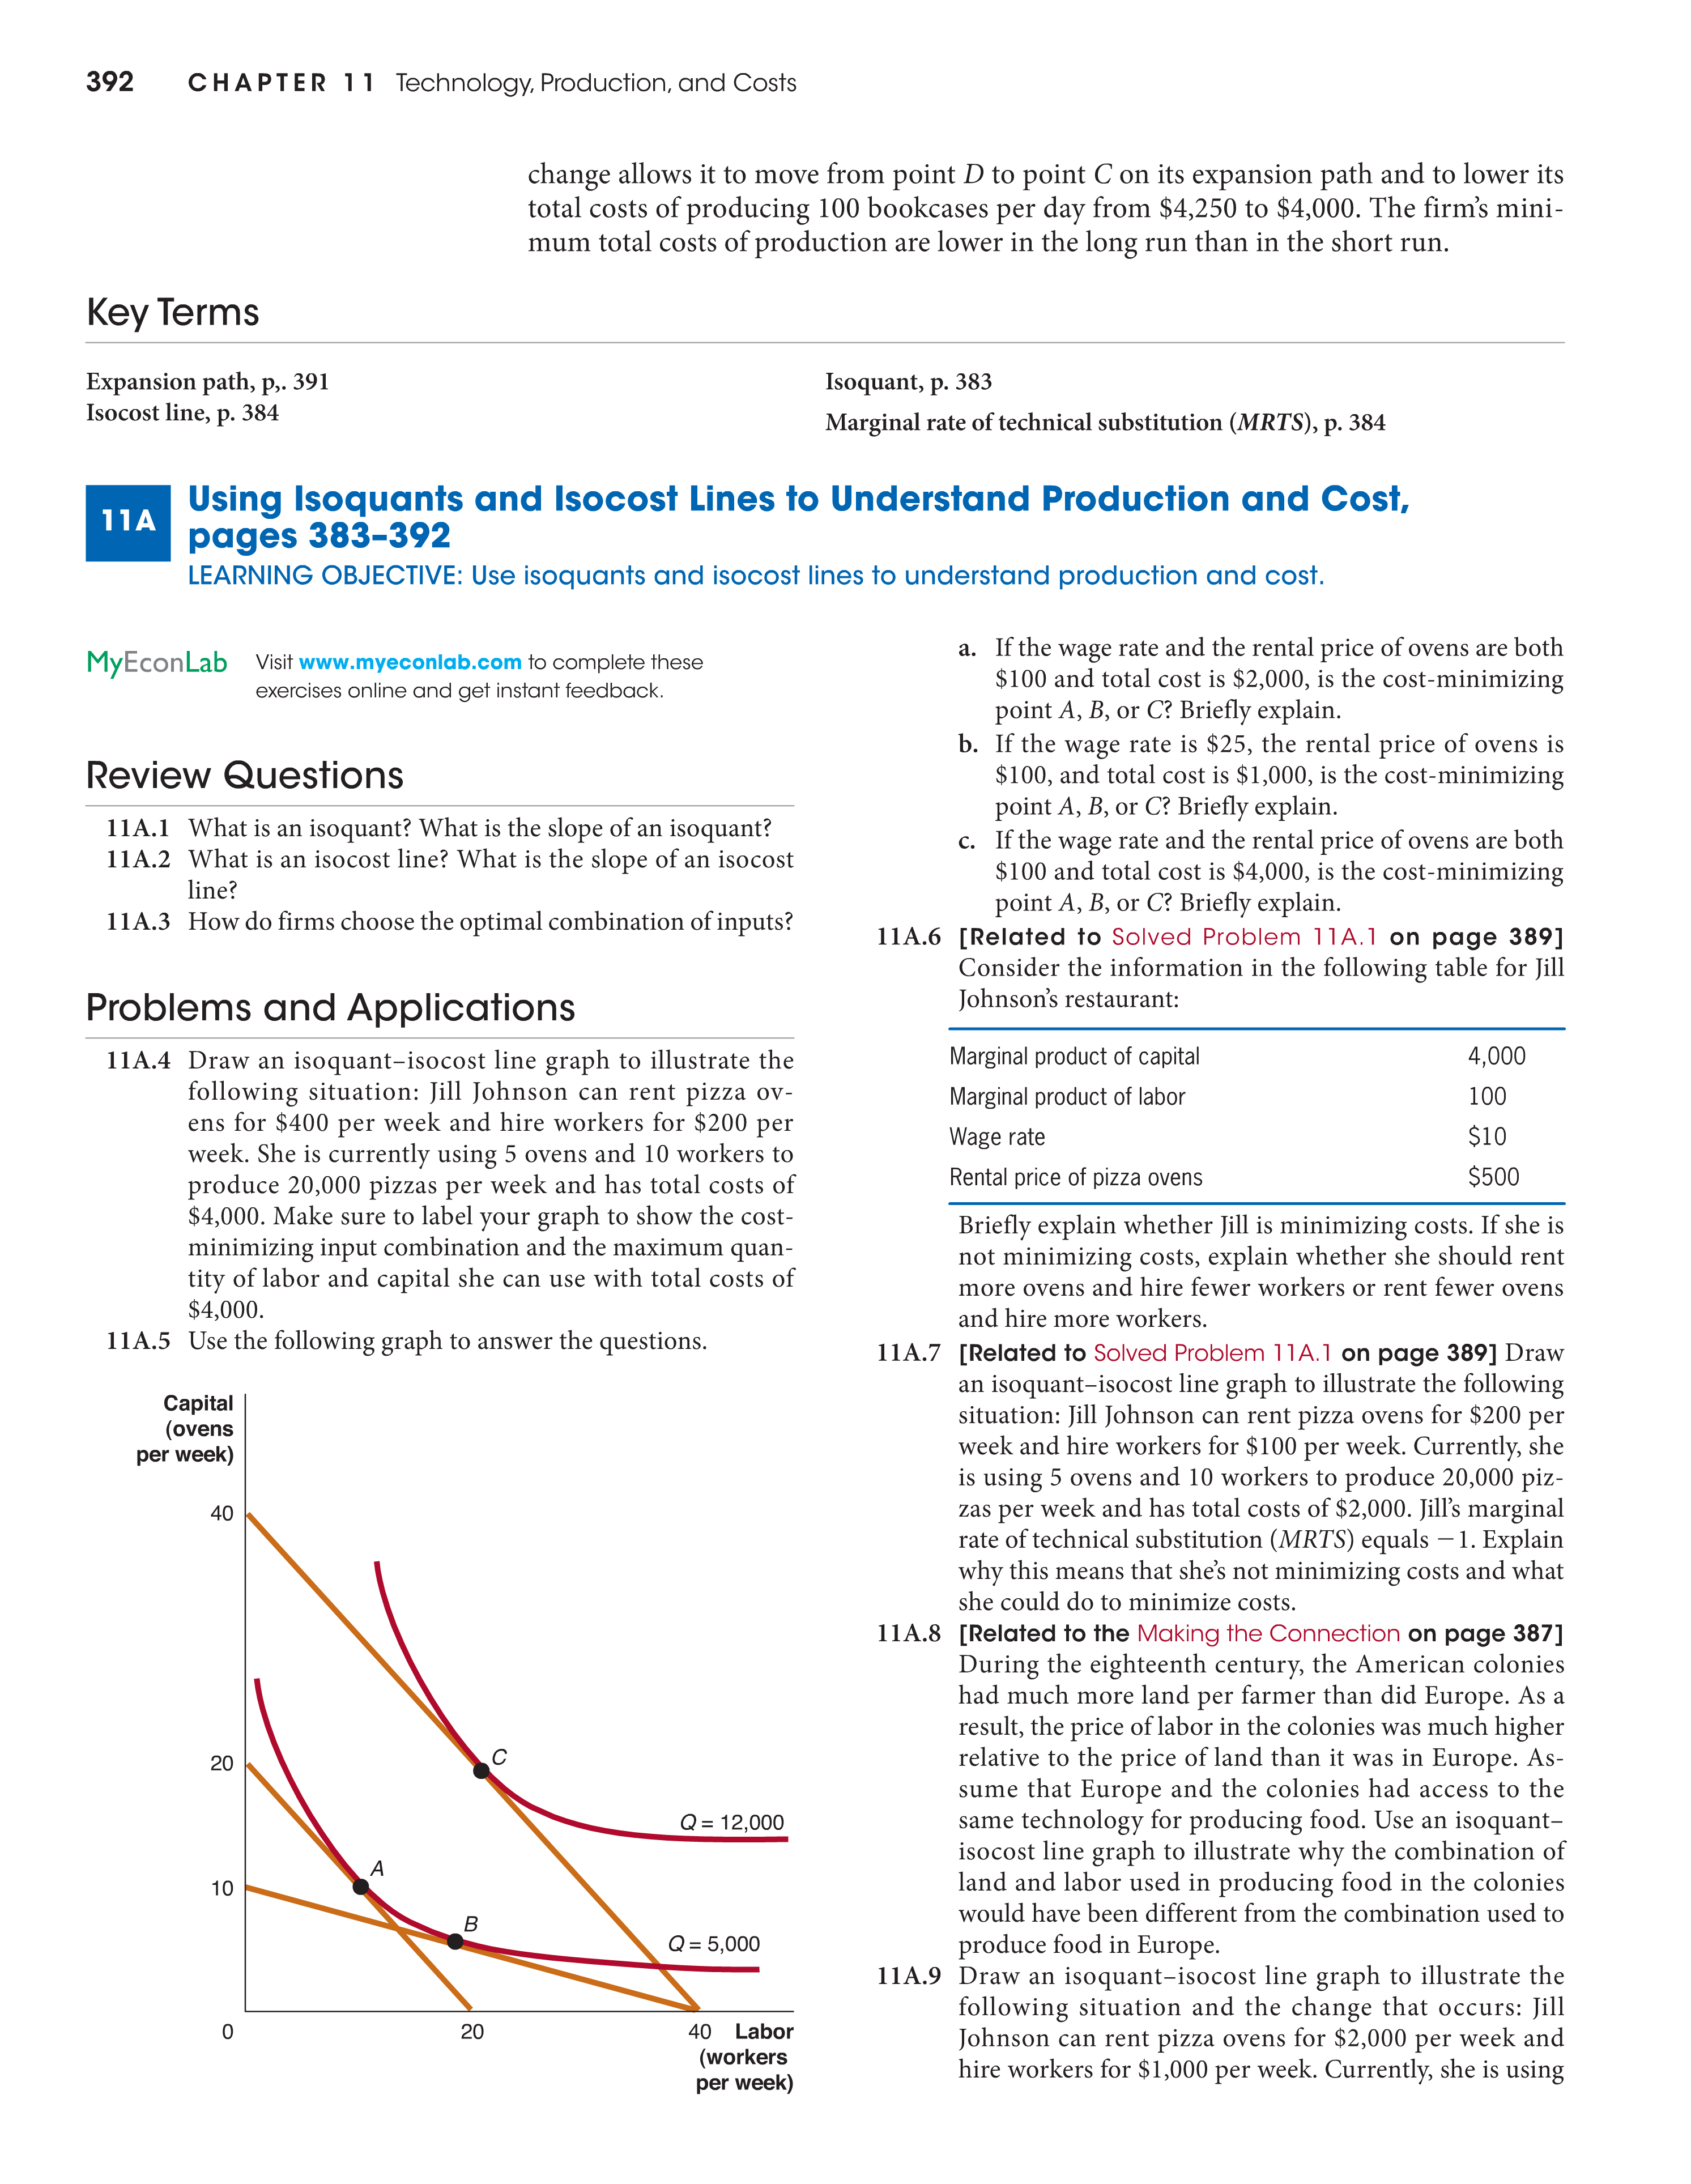 392 CHAPTER 11 Technology, Production, and Costs
change allows it to move from point D to point C on its expansion path and to lower its
total costs of producing 100 bookcases per day from $4,250 to $4,000. The firm's mini-
mum total costs of production are lower in the long run than in the short run.
Key Terms
Expansion path, p,. 391
Isocost line, p. 384
Isoquant, p. 383
Marginal rate of technical substitution (MRTS), p. 384
11A
Using Isoquants and Isocost Lines to Understand Production and Cost,
pages 383–392
LEARNING OBJECTIVE: Use isoquants and isocost lines to understand production and cost.
MyEconLab
Visit www.myeconlab.com to complete these
exercises online and get instant feedback.
Review Questions
11A.1 What is an isoquant? What is the slope of an isoquant?
11A.2 What is an isocost line? What is the slope of an isocost
line?
11A.3 How do firms choose the optimal combination of inputs?
Problems and Applications
11A.4 Draw an isoquant–isocost line graph to illustrate the
following situation: Jill Johnson can rent pizza ov-
ens for $400 per week and hire workers for $200 per
week. She is currently using 5 ovens and 10 workers to
produce 20,000 pizzas per week and has total costs of
$4,000. Make sure to label your graph to show the cost-
minimizing input combination and the maximum quan-
tity of labor and capital she can use with total costs of
$4,000.
11A.5 Use the following graph to answer the questions.
Capital
(ovens
per week)
40
20
10
0
20
40
Labor
(workers
per week)
C
A
B
Q = 12,000
Q = 5,000
a. If the wage rate and the rental price of ovens are both
$100 and total cost is $2,000, is the cost-minimizing
point A, B, or C? Briefly explain.
b. If the wage rate is $25, the rental price of ovens is
$100, and total cost is $1,000, is the cost-minimizing
point A, B, or C? Briefly explain.
c. If the wage rate and the rental price of ovens are both
$100 and total cost is $4,000, is the cost-minimizing
point A, B, or C? Briefly explain.
11A.6 [Related to Solved Problem 11A.1 on page 389]
Consider the information in the following table for Jill
Johnson's restaurant:
Marginal product of capital 4,000
Marginal product of labor 100
Wage rate $10
Rental price of pizza ovens $500
Briefly explain whether Jill is minimizing costs. If she is
not minimizing costs, explain whether she should rent
more ovens and hire fewer workers or rent fewer ovens
and hire more workers.
11A.7 [Related to Solved Problem 11A.1 on page 389] Draw
an isoquant–isocost line graph to illustrate the following
situation: Jill Johnson can rent pizza ovens for $200 per
week and hire workers for $100 per week. Currently, she
is using 5 ovens and 10 workers to produce 20,000 piz-
zas per week and has total costs of $2,000. Jill's marginal
rate of technical substitution (MRTS) equals −1. Explain
why this means that she's not minimizing costs and what
she could do to minimize costs.
11A.8 [Related to the Making the Connection on page 387]
During the eighteenth century, the American colonies
had much more land per farmer than did Europe. As a
result, the price of labor in the colonies was much higher
relative to the price of land than it was in Europe. As-
sume that Europe and the colonies had access to the
same technology for producing food. Use an isoquant–
isocost line graph to illustrate why the combination of
land and labor used in producing food in the colonies
would have been different from the combination used to
produce food in Europe.
11A.9 Draw an isoquant–isocost line graph to illustrate the
following situation and the change that occurs: Jill
Johnson can rent pizza ovens for $2,000 per week and
hire workers for $1,000 per week. Currently, she is using